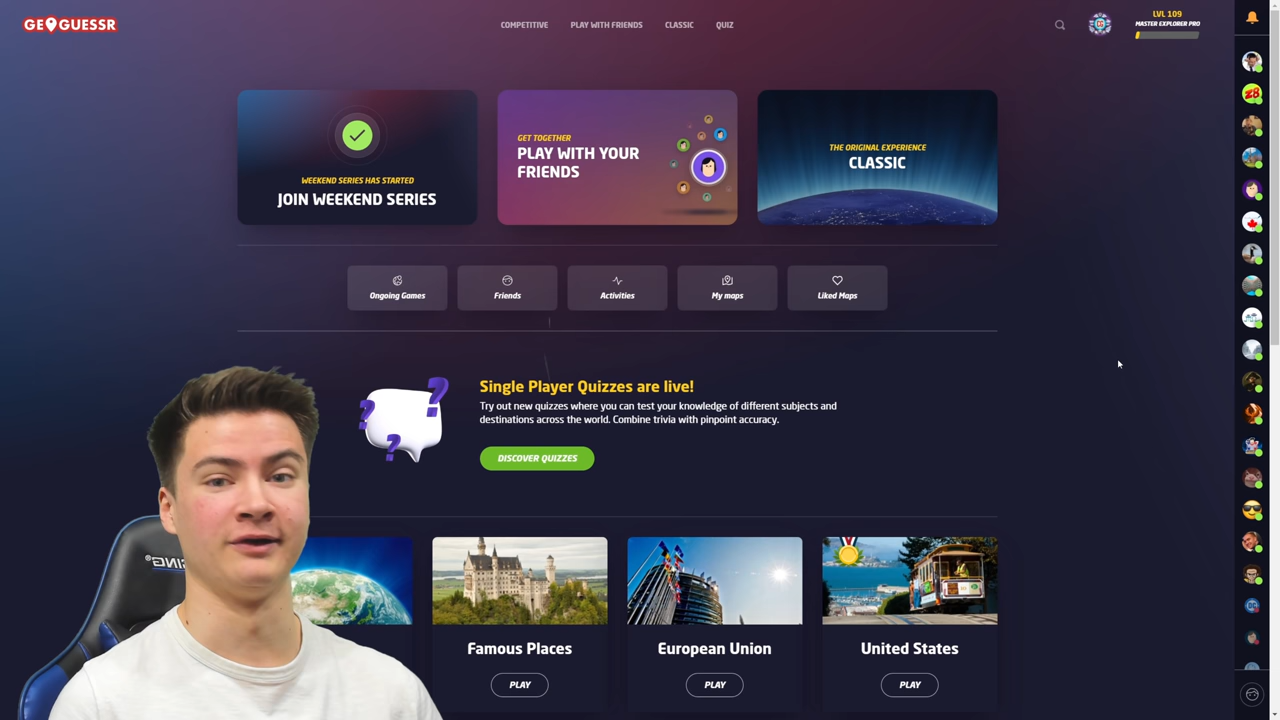 GEOGUESSR
COMPETITIVE PLAY WITH FRIENDS CLASSIC QUIZ
LVL 109
MASTER EXPLORER PRO
WEEKEND SERIES HAS STARTED
JOIN WEEKEND SERIES
GET TOGETHER
PLAY WITH YOUR
FRIENDS
THE ORIGINAL EXPERIENCE
CLASSIC
Ongoing Games Friends Activities My maps Liked Maps
Single Player Quizzes are live!
Try out new quizzes where you can test your knowledge of different subjects and
destinations across the world. Combine trivia with pinpoint accuracy.
DISCOVER QUIZZES
Famous Places European Union United States
PLAY PLAY PLAY